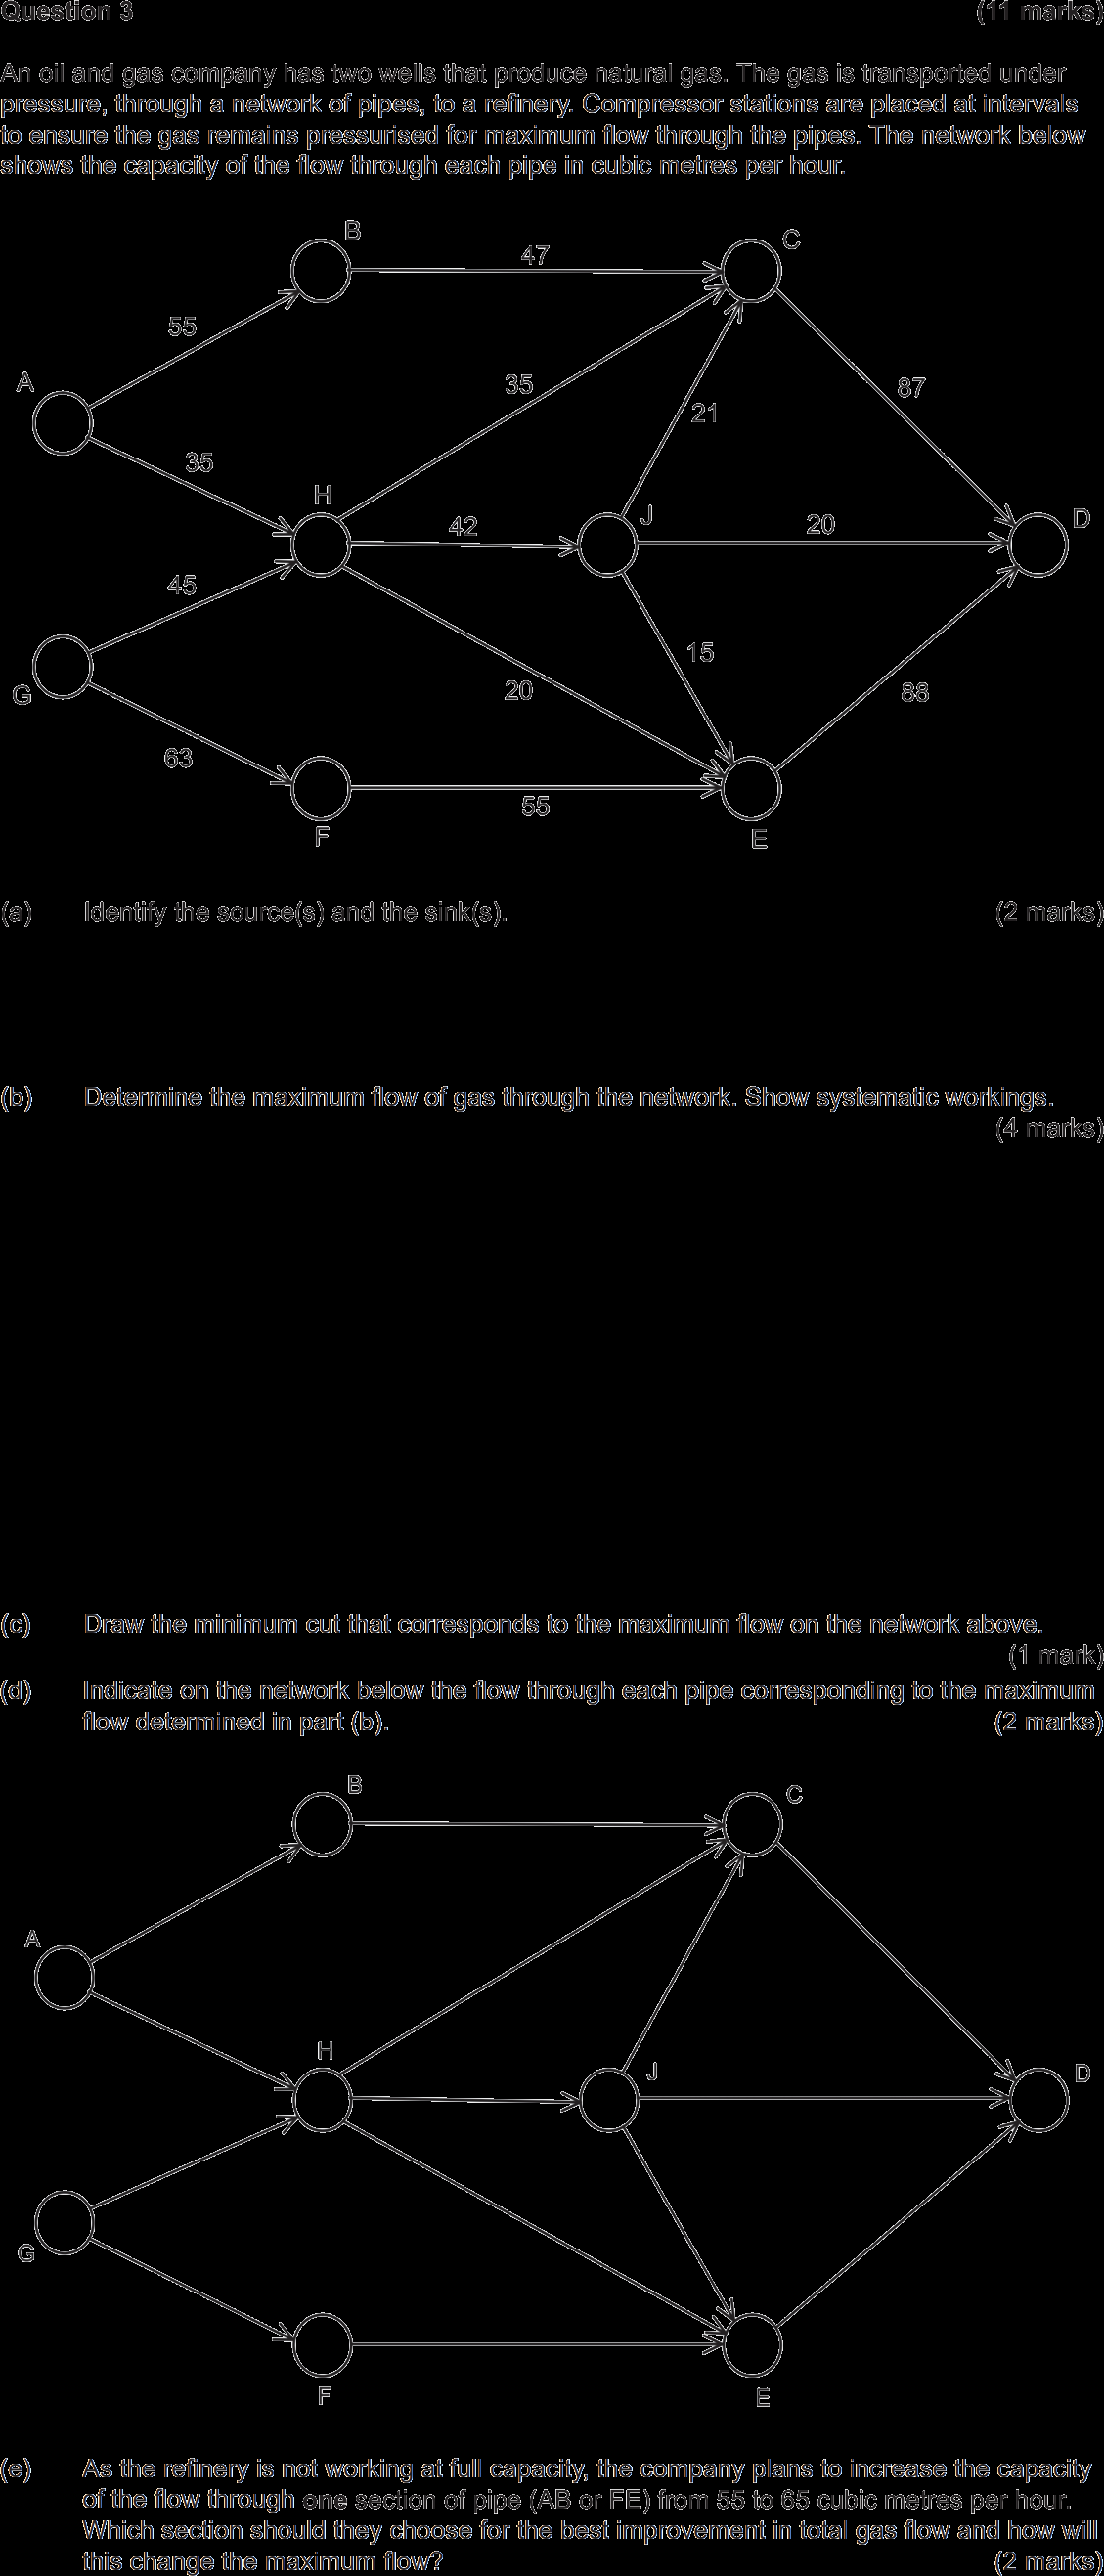 Question 3 (11 marks)
An oil and gas company has two wells that produce natural gas. The gas is transported under
pressure, through a network of pipes, to a refinery. Compressor stations are placed at intervals
to ensure the gas remains pressurised for maximum flow through the pipes. The network below
shows the capacity of the flow through each pipe in cubic metres per hour.
B
C
47
55
A
35
87
21
35
H
J
D
42
20
45
15
G
20
88
63
55
F
E
(a) Identify the source(s) and the sink(s). (2 marks)
(b) Determine the maximum flow of gas through the network. Show systematic workings.
(4 marks)
(c) Draw the minimum cut that corresponds to the maximum flow on the network above.
(1 mark)
(d) Indicate on the network below the flow through each pipe corresponding to the maximum
flow determined in part (b). (2 marks)
B
C
A
H
J
D
G
F
E
(e) As the refinery is not working at full capacity, the company plans to increase the capacity
of the flow through one section of pipe (AB or FE) from 55 to 65 cubic metres per hour.
Which section should they choose for the best improvement in total gas flow and how will
this change the maximum flow? (2 marks)